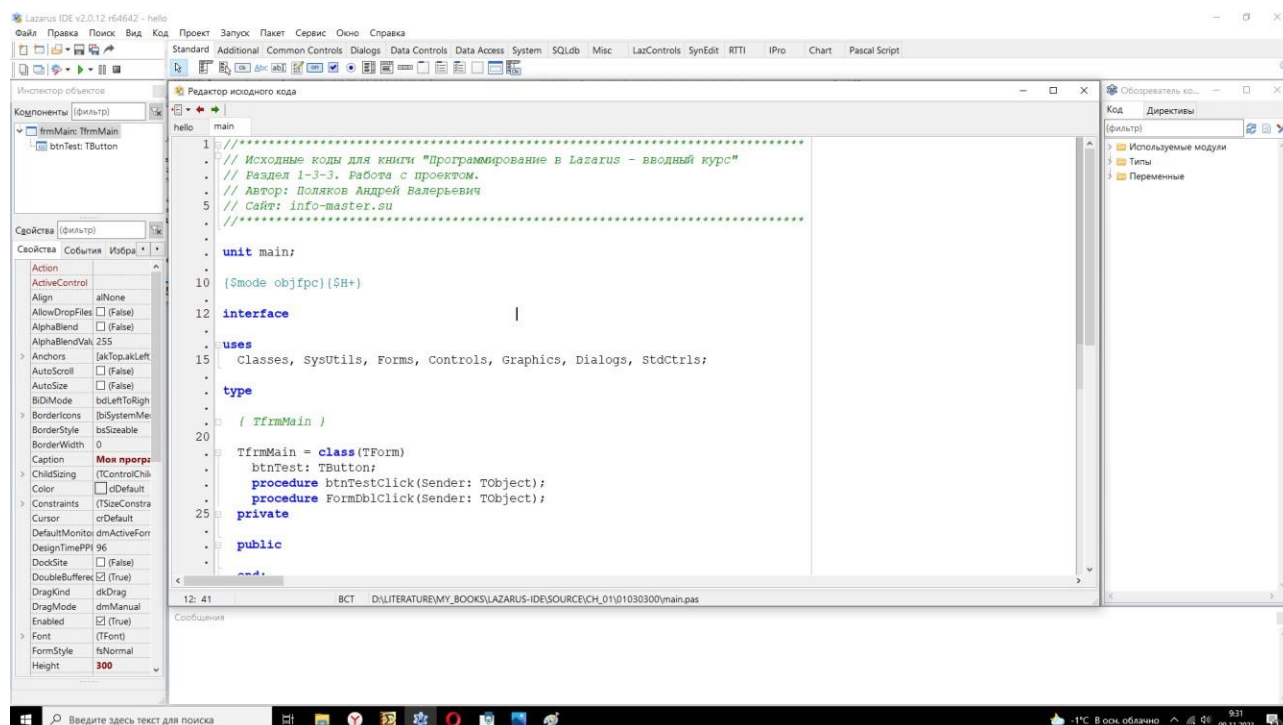 Lazarus IDE v2.0.12 r64642 - hello
Файл Правка Поиск Вид Код Проект Запуск Пакет Сервис Окно Справка
Standard Additional Common Controls Dialogs Data Controls Data Access System SQLdb Misc LazControls SynEdit RTTI IPro Chart Pascal Script
Инспектор объектов
Компоненты (фильтр)
frmMain: TfrmMain
btnTest: TButton
Свойства (фильтр)
Свойства События Избра
Action
ActiveControl
Align alNone
AllowDropFiles (False)
AlphaBlend (False)
AlphaBlendValu 255
Anchors [akTop,akLeft
AutoScroll (False)
AutoSize (False)
BiDiMode bdLeftToRigh
BorderIcons [biSystemMe
BorderStyle bsSizeable
BorderWidth 0
Caption Моя програ
ChildSizing (TControlChil
Color clDefault
Constraints (TSizeConstra
Cursor crDefault
DefaultMonitor dmActiveForr
DesignTimePPI 96
DockSite (False)
DoubleBuffered (True)
DragKind dkDrag
DragMode dmManual
Enabled (True)
Font (TFont)
FormStyle fsNormal
Height 300
Редактор исходного кода
hello main
1 //******************************************************************************
// Исходные коды для книги "Программирование в Lazarus - вводный курс"
// Раздел 1-3-3. Работа с проектом.
// Автор: Поляков Андрей Валерьевич
5 // Сайт: info-master.su
//******************************************************************************
unit main;
10 {$mode objfpc}{$H+}
12 interface
uses
15 Classes, SysUtils, Forms, Controls, Graphics, Dialogs, StdCtrls;
type
{ TfrmMain }
20
TfrmMain = class(TForm)
btnTest: TButton;
procedure btnTestClick(Sender: TObject);
procedure FormDblClick(Sender: TObject);
25 private
public
end;
12: 41 ВСТ D:\LITERATURE\MY_BOOKS\LAZARUS-IDE\SOURCE\CH_01\01030300\main.pas
Сообщения
Обозреватель ко...
Код Директивы
(фильтр)
Используемые модули
Типы
Переменные
Введите здесь текст для поиска
-1°C В осн. облачно
9:31